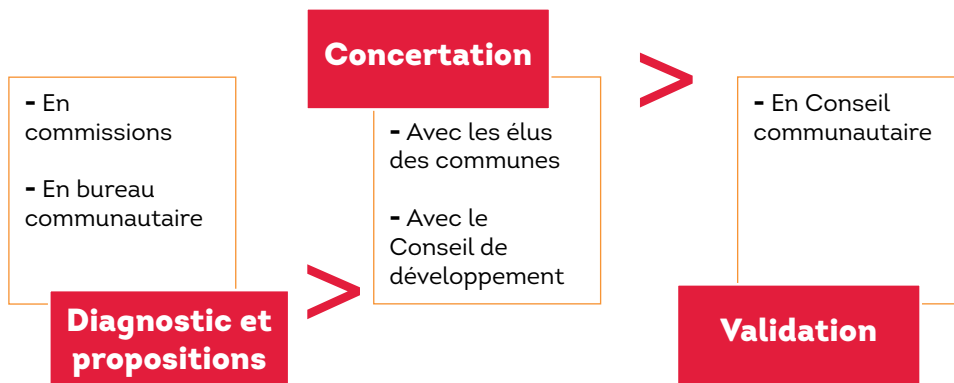 - En
commissions
- En bureau
communautaire
Diagnostic et
propositions
>
Concertation
- Avec les élus
des communes
- Avec le
Conseil de
développement
>
- En Conseil
communautaire
Validation